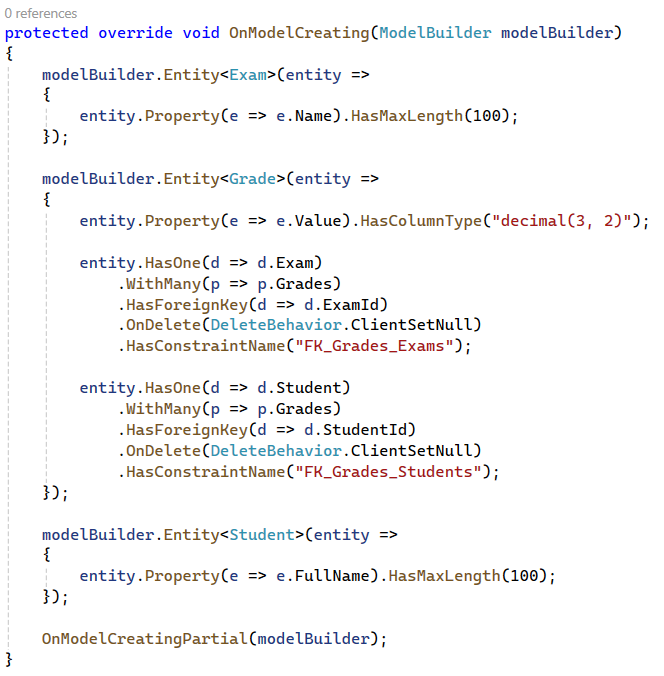 0 references
protected override void OnModelCreating(ModelBuilder modelBuilder)
{
    modelBuilder.Entity<Exam>(entity =>
    {
        entity.Property(e => e.Name).HasMaxLength(100);
    });

    modelBuilder.Entity<Grade>(entity =>
    {
        entity.Property(e => e.Value).HasColumnType("decimal(3, 2)");

        entity.HasOne(d => d.Exam)
            .WithMany(p => p.Grades)
            .HasForeignKey(d => d.ExamId)
            .OnDelete(DeleteBehavior.ClientSetNull)
            .HasConstraintName("FK_Grades_Exams");

        entity.HasOne(d => d.Student)
            .WithMany(p => p.Grades)
            .HasForeignKey(d => d.StudentId)
            .OnDelete(DeleteBehavior.ClientSetNull)
            .HasConstraintName("FK_Grades_Students");
    });

    modelBuilder.Entity<Student>(entity =>
    {
        entity.Property(e => e.FullName).HasMaxLength(100);
    });

    OnModelCreatingPartial(modelBuilder);
}